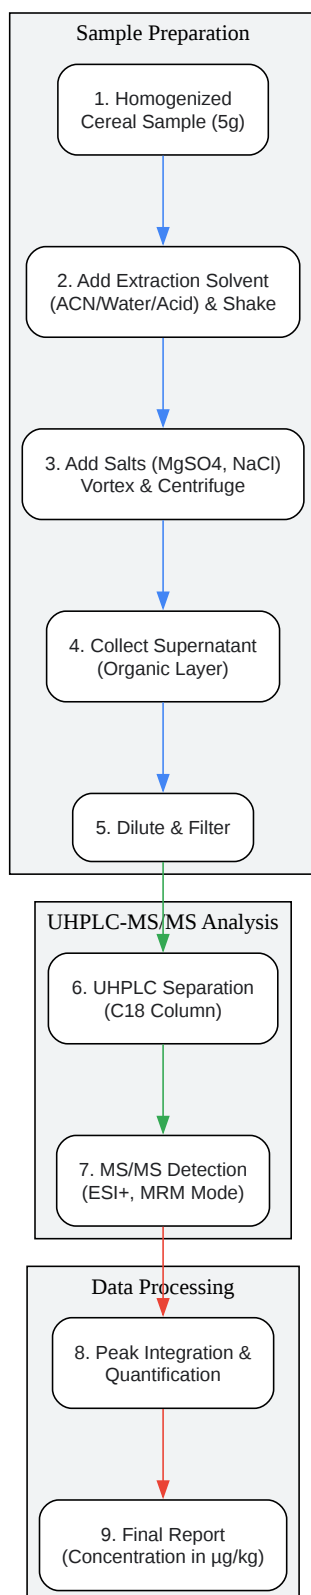 Sample Preparation
1. Homogenized
Cereal Sample (5g)
2. Add Extraction Solvent
(ACN/Water/Acid) & Shake
3. Add Salts (MgSO4, NaCl)
Vortex & Centrifuge
4. Collect Supernatant
(Organic Layer)
5. Dilute & Filter
UHPLC-MS/MS Analysis
6. UHPLC Separation
(C18 Column)
7. MS/MS Detection
(ESI+, MRM Mode)
Data Processing
8. Peak Integration &
Quantification
9. Final Report
(Concentration in µg/kg)